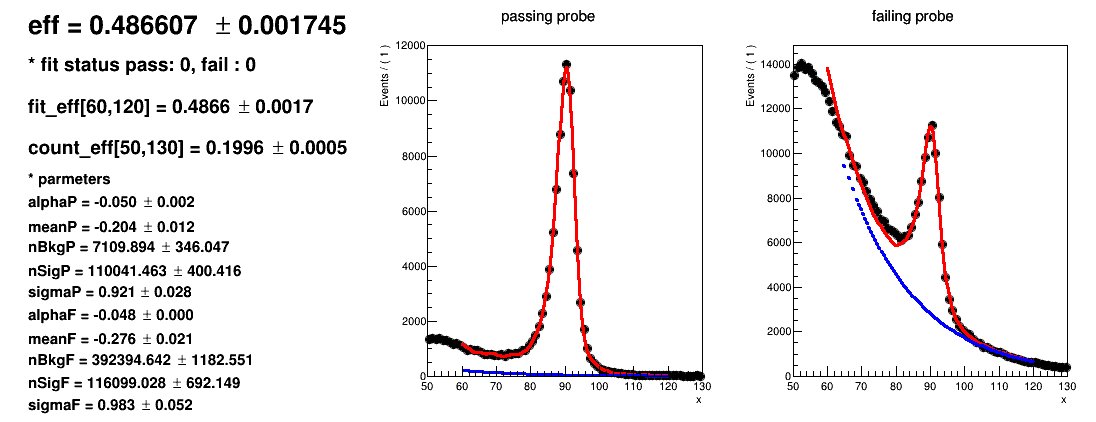 eff = 0.486607 ± 0.001745
* fit status pass: 0, fail : 0
fit_eff[60,120] = 0.4866 ± 0.0017
count_eff[50,130] = 0.1996 ± 0.0005
* parmeters
alphaP = -0.050 ± 0.002
meanP = -0.204 ± 0.012
nBkgP = 7109.894 ± 346.047
nSigP = 110041.463 ± 400.416
sigmaP = 0.921 ± 0.028
alphaF = -0.048 ± 0.000
meanF = -0.276 ± 0.021
nBkgF = 392394.642 ± 1182.551
nSigF = 116099.028 ± 692.149
sigmaF = 0.983 ± 0.052
passing probe
Events / ( 1 )
12000
10000
8000
6000
4000
2000
0
50 60 70 80 90 100 110 120 130
x
failing probe
Events / ( 1 )
14000
12000
10000
8000
6000
4000
2000
0
50 60 70 80 90 100 110 120 130
x